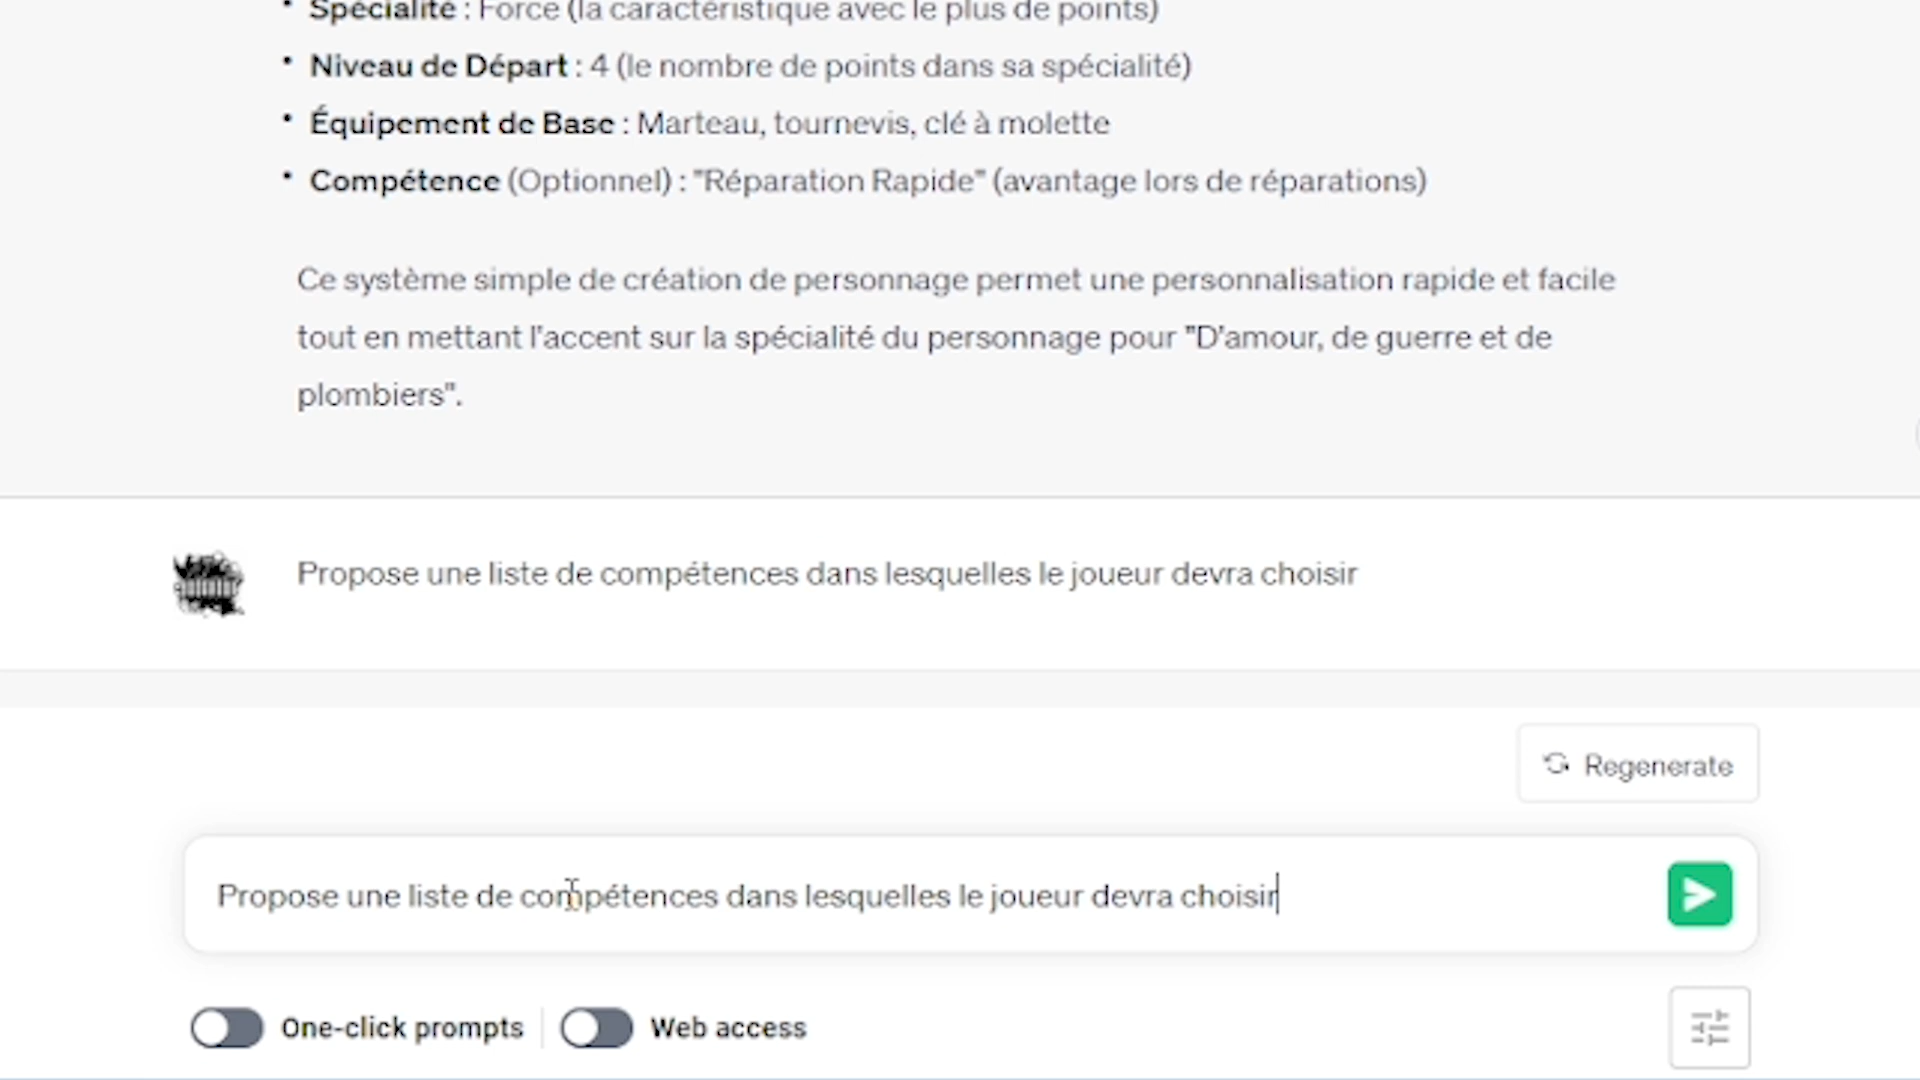 • Spécialité : Force (la caractéristique avec le plus de points)
• Niveau de Départ : 4 (le nombre de points dans sa spécialité)
• Équipement de Base : Marteau, tournevis, clé à molette
• Compétence (Optionnel) : "Réparation Rapide" (avantage lors de réparations)
Ce système simple de création de personnage permet une personnalisation rapide et facile
tout en mettant l'accent sur la spécialité du personnage pour "D'amour, de guerre et de
plombiers".
Propose une liste de compétences dans lesquelles le joueur devra choisir
Regenerate
Propose une liste de compétences dans lesquelles le joueur devra choisir
One-click prompts
Web access